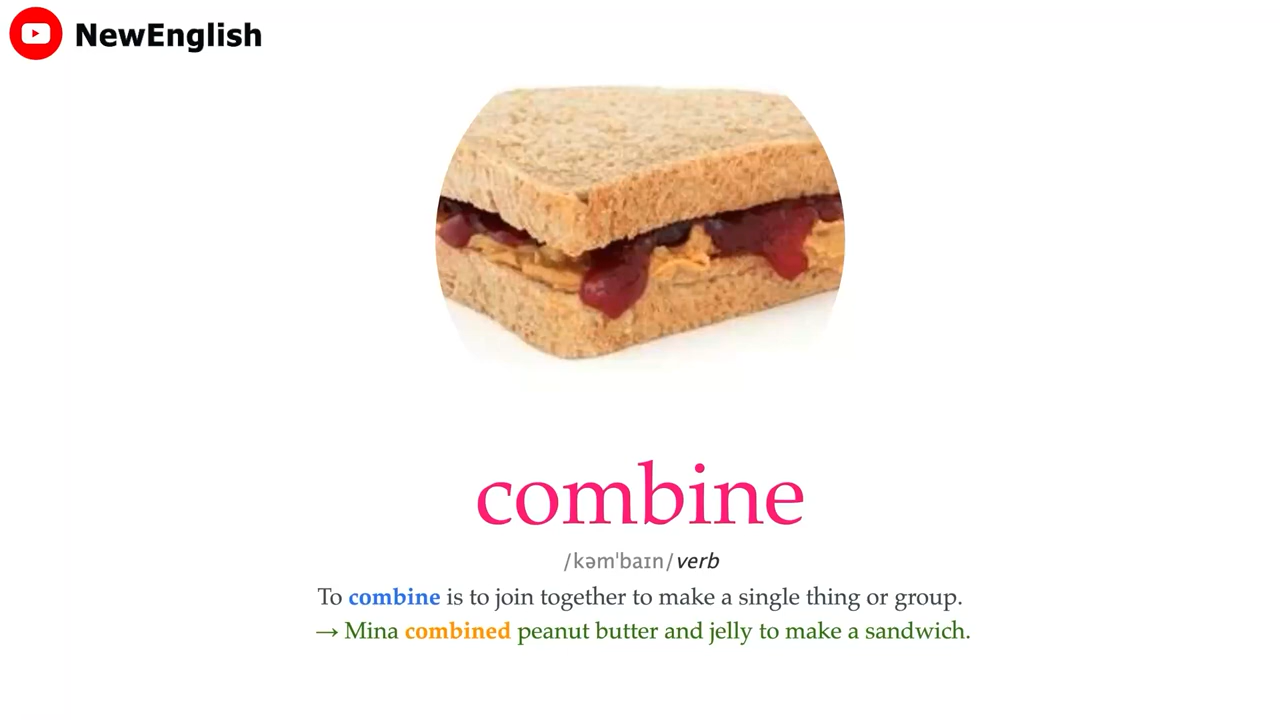 NewEnglish
combine
/kəmˈbaɪn/verb
To combine is to join together to make a single thing or group.
→ Mina combined peanut butter and jelly to make a sandwich.